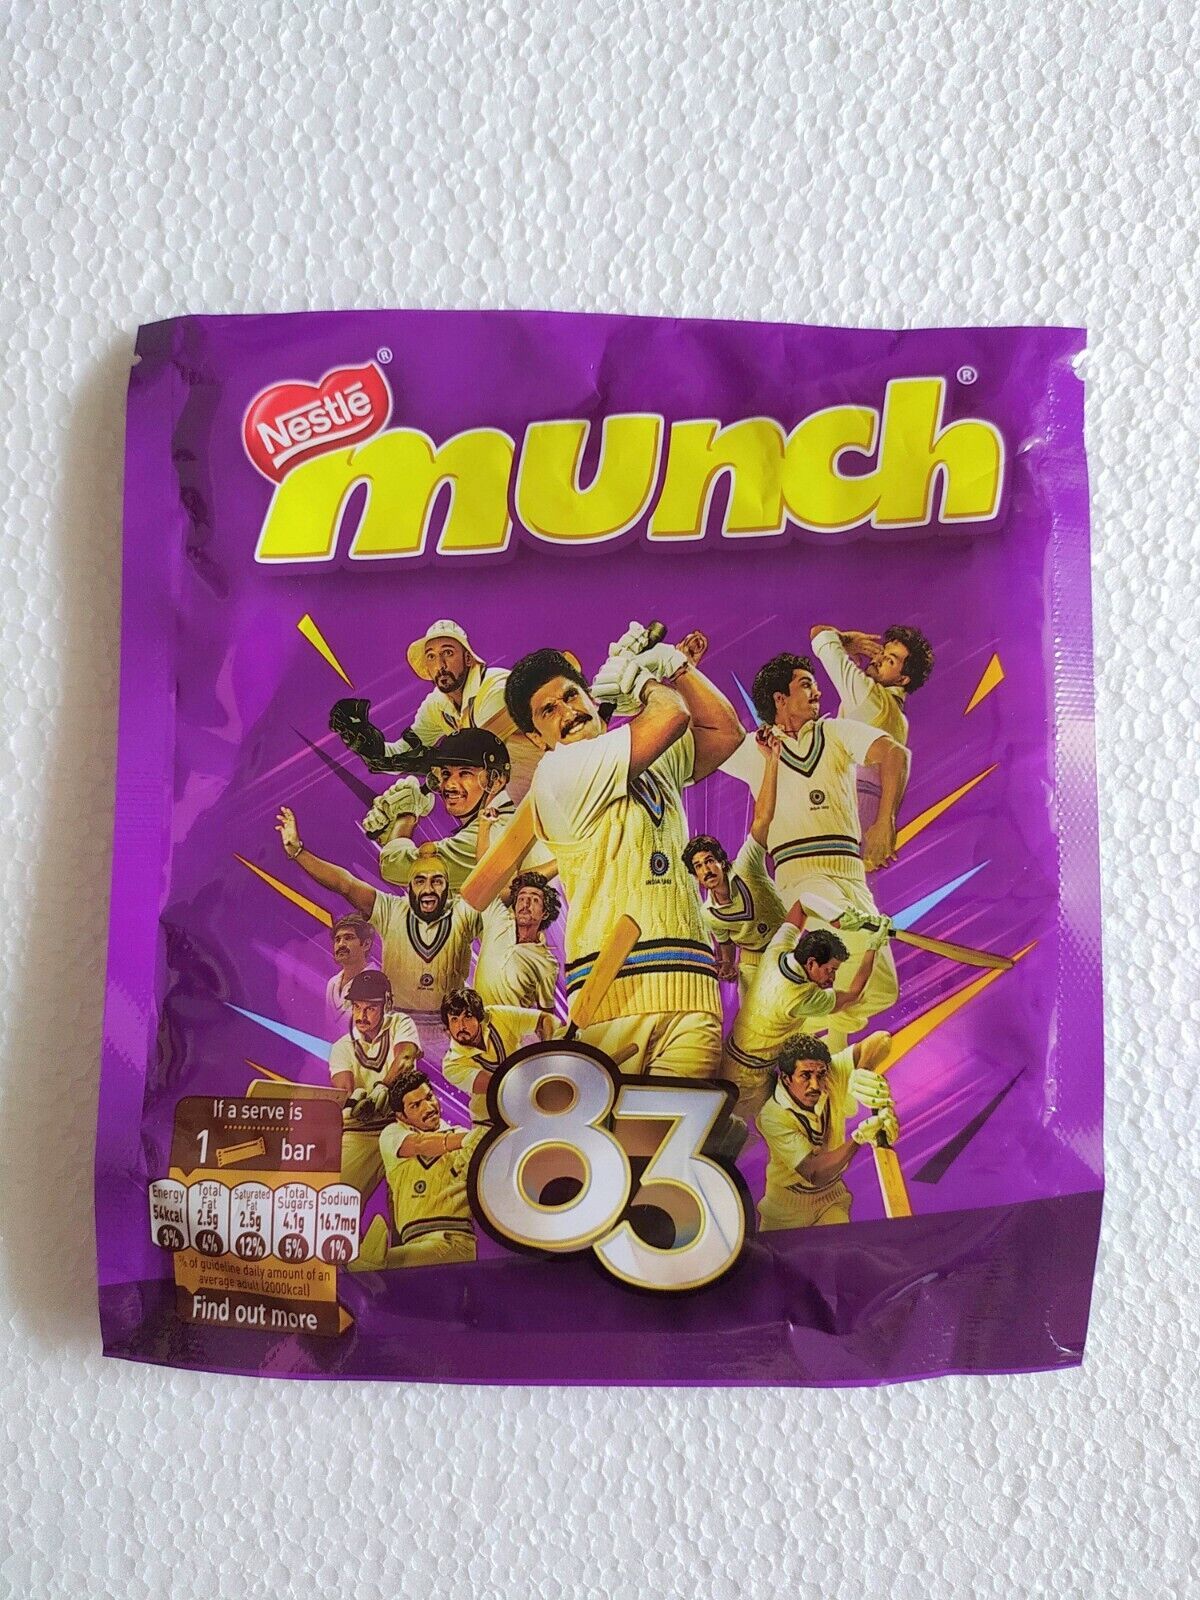 Nestlé ®
munch ®
INDIA 1983
83
If a serve is
1 bar
Energy Total Fat Saturated Fat Total Sugars Sodium
54kcal 2.5g 2.5g 4.1g 16.7mg
3% 4% 12% 5% 1%
% of guideline daily amount of an
average adult (2000kcal)
Find out more